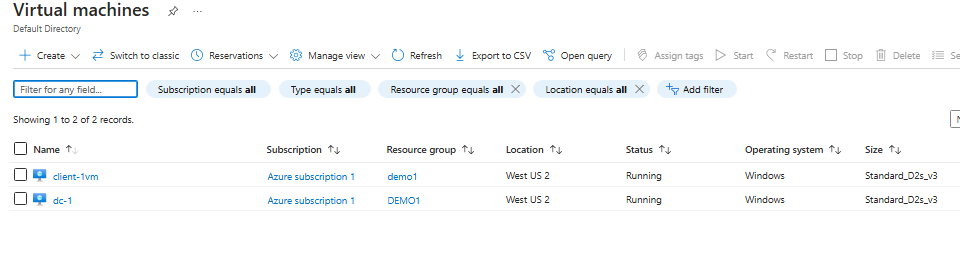 Virtual machines ...
Default Directory
+ Create Switch to classic Reservations Manage view Refresh Export to CSV Open query Assign tags Start Restart Stop Delete Se
Filter for any field... Subscription equals all Type equals all Resource group equals all Location equals all Add filter
Showing 1 to 2 of 2 records.
Name Subscription Resource group Location Status Operating system Size
client-1vm Azure subscription 1 demo1 West US 2 Running Windows Standard_D2s_v3
dc-1 Azure subscription 1 DEMO1 West US 2 Running Windows Standard_D2s_v3